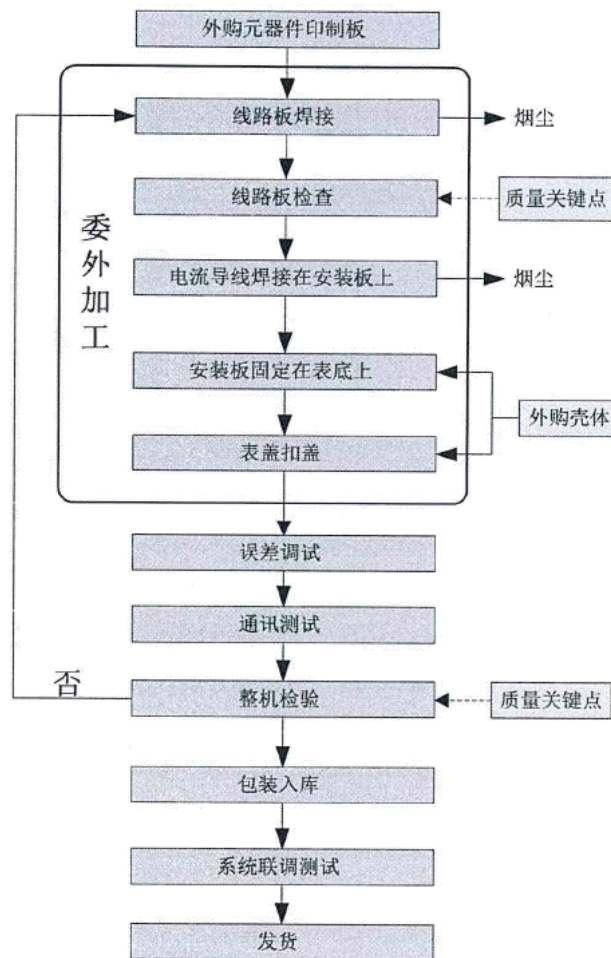 外购元器件印制板
线路板焊接
烟尘
线路板检查
质量关键点
委外加工
电流导线焊接在安装板上
烟尘
安装板固定在表底上
外购壳体
表盖扣盖
误差调试
通讯测试
否
整机检验
质量关键点
包装入库
系统联调测试
发货